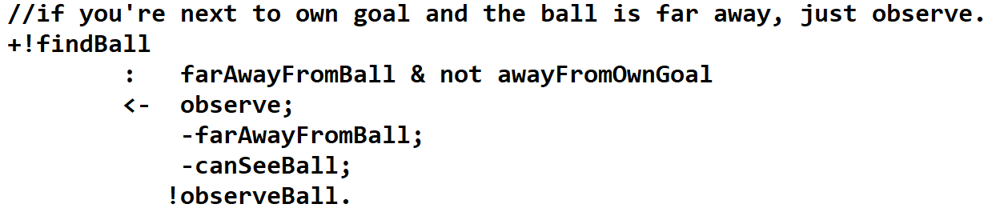 //if you're next to own goal and the ball is far away, just observe.
+!findBall
        :   farAwayFromBall & not awayFromOwnGoal
        <-  observe;
            -farAwayFromBall;
            -canSeeBall;
           !observeBall.